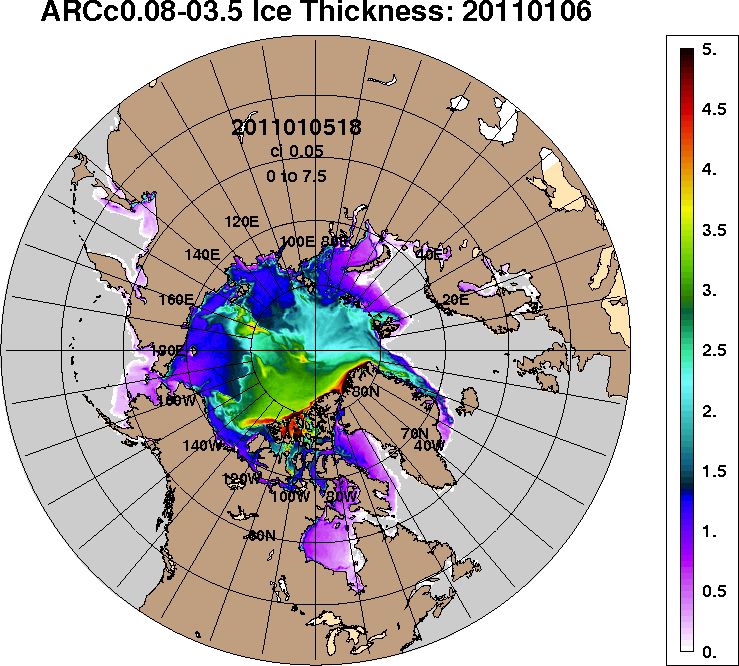 ARCc0.08-03.5 Ice Thickness: 20110106
2011010518
ci 0.05
0 to 7.5
120E
100E
80E
40E
140E
20E
160E
180E
160W
80N
70N
140W
40W
120W
100W
80W
60N
5.
4.5
4.
3.5
3.
2.5
2.
1.5
1.
0.5
0.